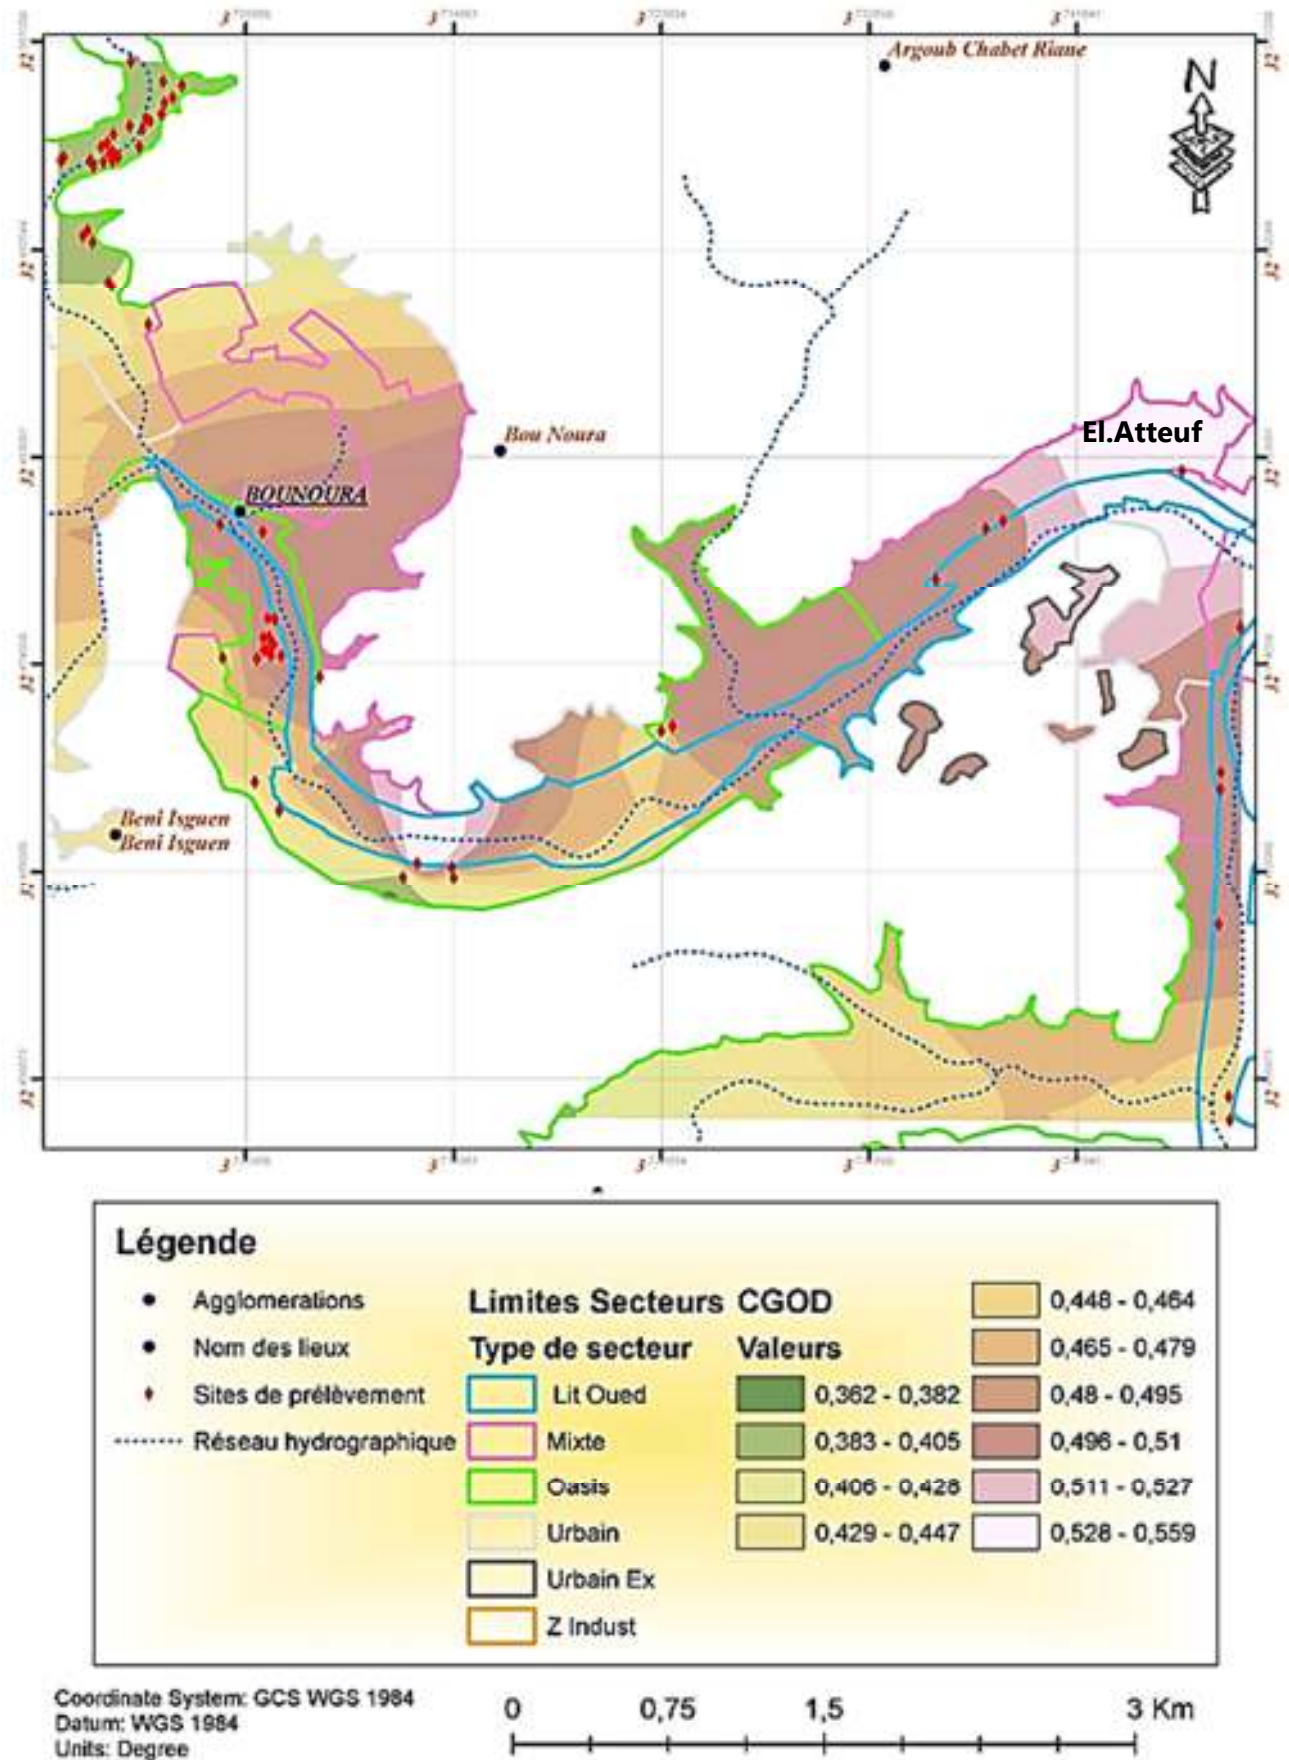 Argoub Chabet Riane
N
El.Atteuf
Bou Noura
BOUNOURA
Beni Isguen
Beni Isguen
Légende
Agglomerations
Nom des lieux
Sites de prélèvement
Réseau hydrographique
Limites Secteurs
Type de secteur
Lit Oued
Mixte
Oasis
Urbain
Urbain Ex
Z Indust
CGOD
Valeurs
0,362 - 0,382
0,383 - 0,405
0,406 - 0,428
0,429 - 0,447
0,448 - 0,464
0,465 - 0,479
0,48 - 0,495
0,496 - 0,51
0,511 - 0,527
0,528 - 0,559
Coordinate System: GCS WGS 1984
Datum: WGS 1984
Units: Degree
0 0,75 1,5 3 Km